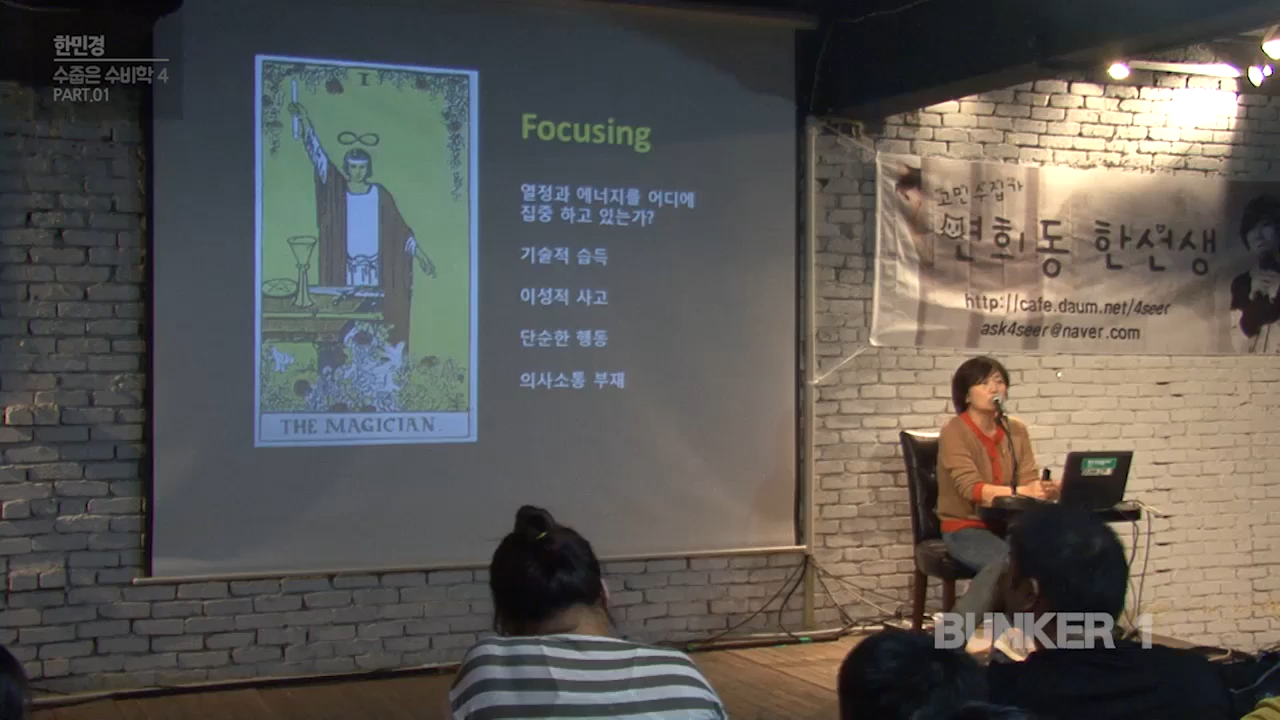 한민경
수줍은 수비학 4
PART.01
I
THE MAGICIAN.
Focusing
열정과 에너지를 어디에
집중 하고 있는가?
기술적 습득
이성적 사고
단순한 행동
의사소통 부재
고민 수집가
연희동 한선생
http://cafe.daum.net/4seer
ask4seer@naver.com
BUNKER 1